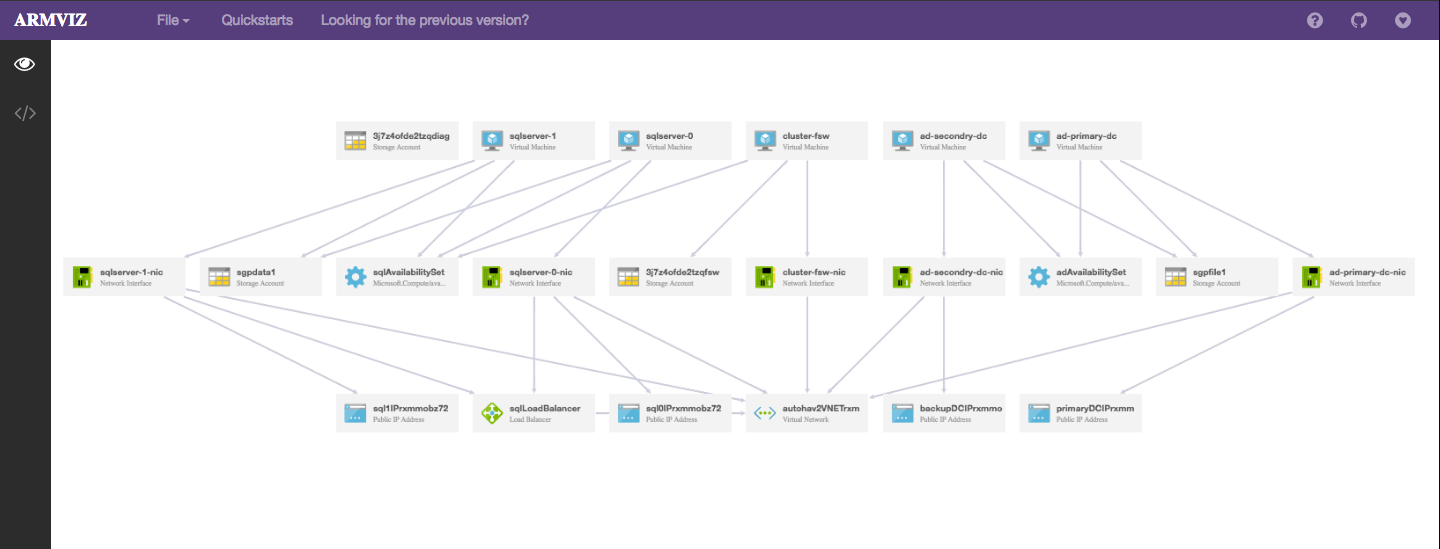 ARMVIZ File Quickstarts Looking for the previous version?
3j7z4ofde2tzqdiag sqlserver-1 sqlserver-0 cluster-fsw ad-secondry-dc ad-primary-dc
Storage Account Virtual Machine Virtual Machine Virtual Machine Virtual Machine Virtual Machine
sqlserver-1-nic sgpdata1 sqlAvailabilitySet sqlserver-0-nic 3j7z4ofde2tzqfsw cluster-fsw-nic ad-secondry-dc-nic adAvailabilitySet sgpfile1 ad-primary-dc-nic
Network Interface Storage Account Microsoft.Compute/ava... Network Interface Storage Account Network Interface Network Interface Microsoft.Compute/ava... Storage Account Network Interface
sql1IPrxmmobz72 sqlLoadBalancer sql0IPrxmmobz72 autohav2VNETrxm backupDCIPrxmmo primaryDCIPrxmm
Public IP Address Load Balancer Public IP Address Virtual Network Public IP Address Public IP Address